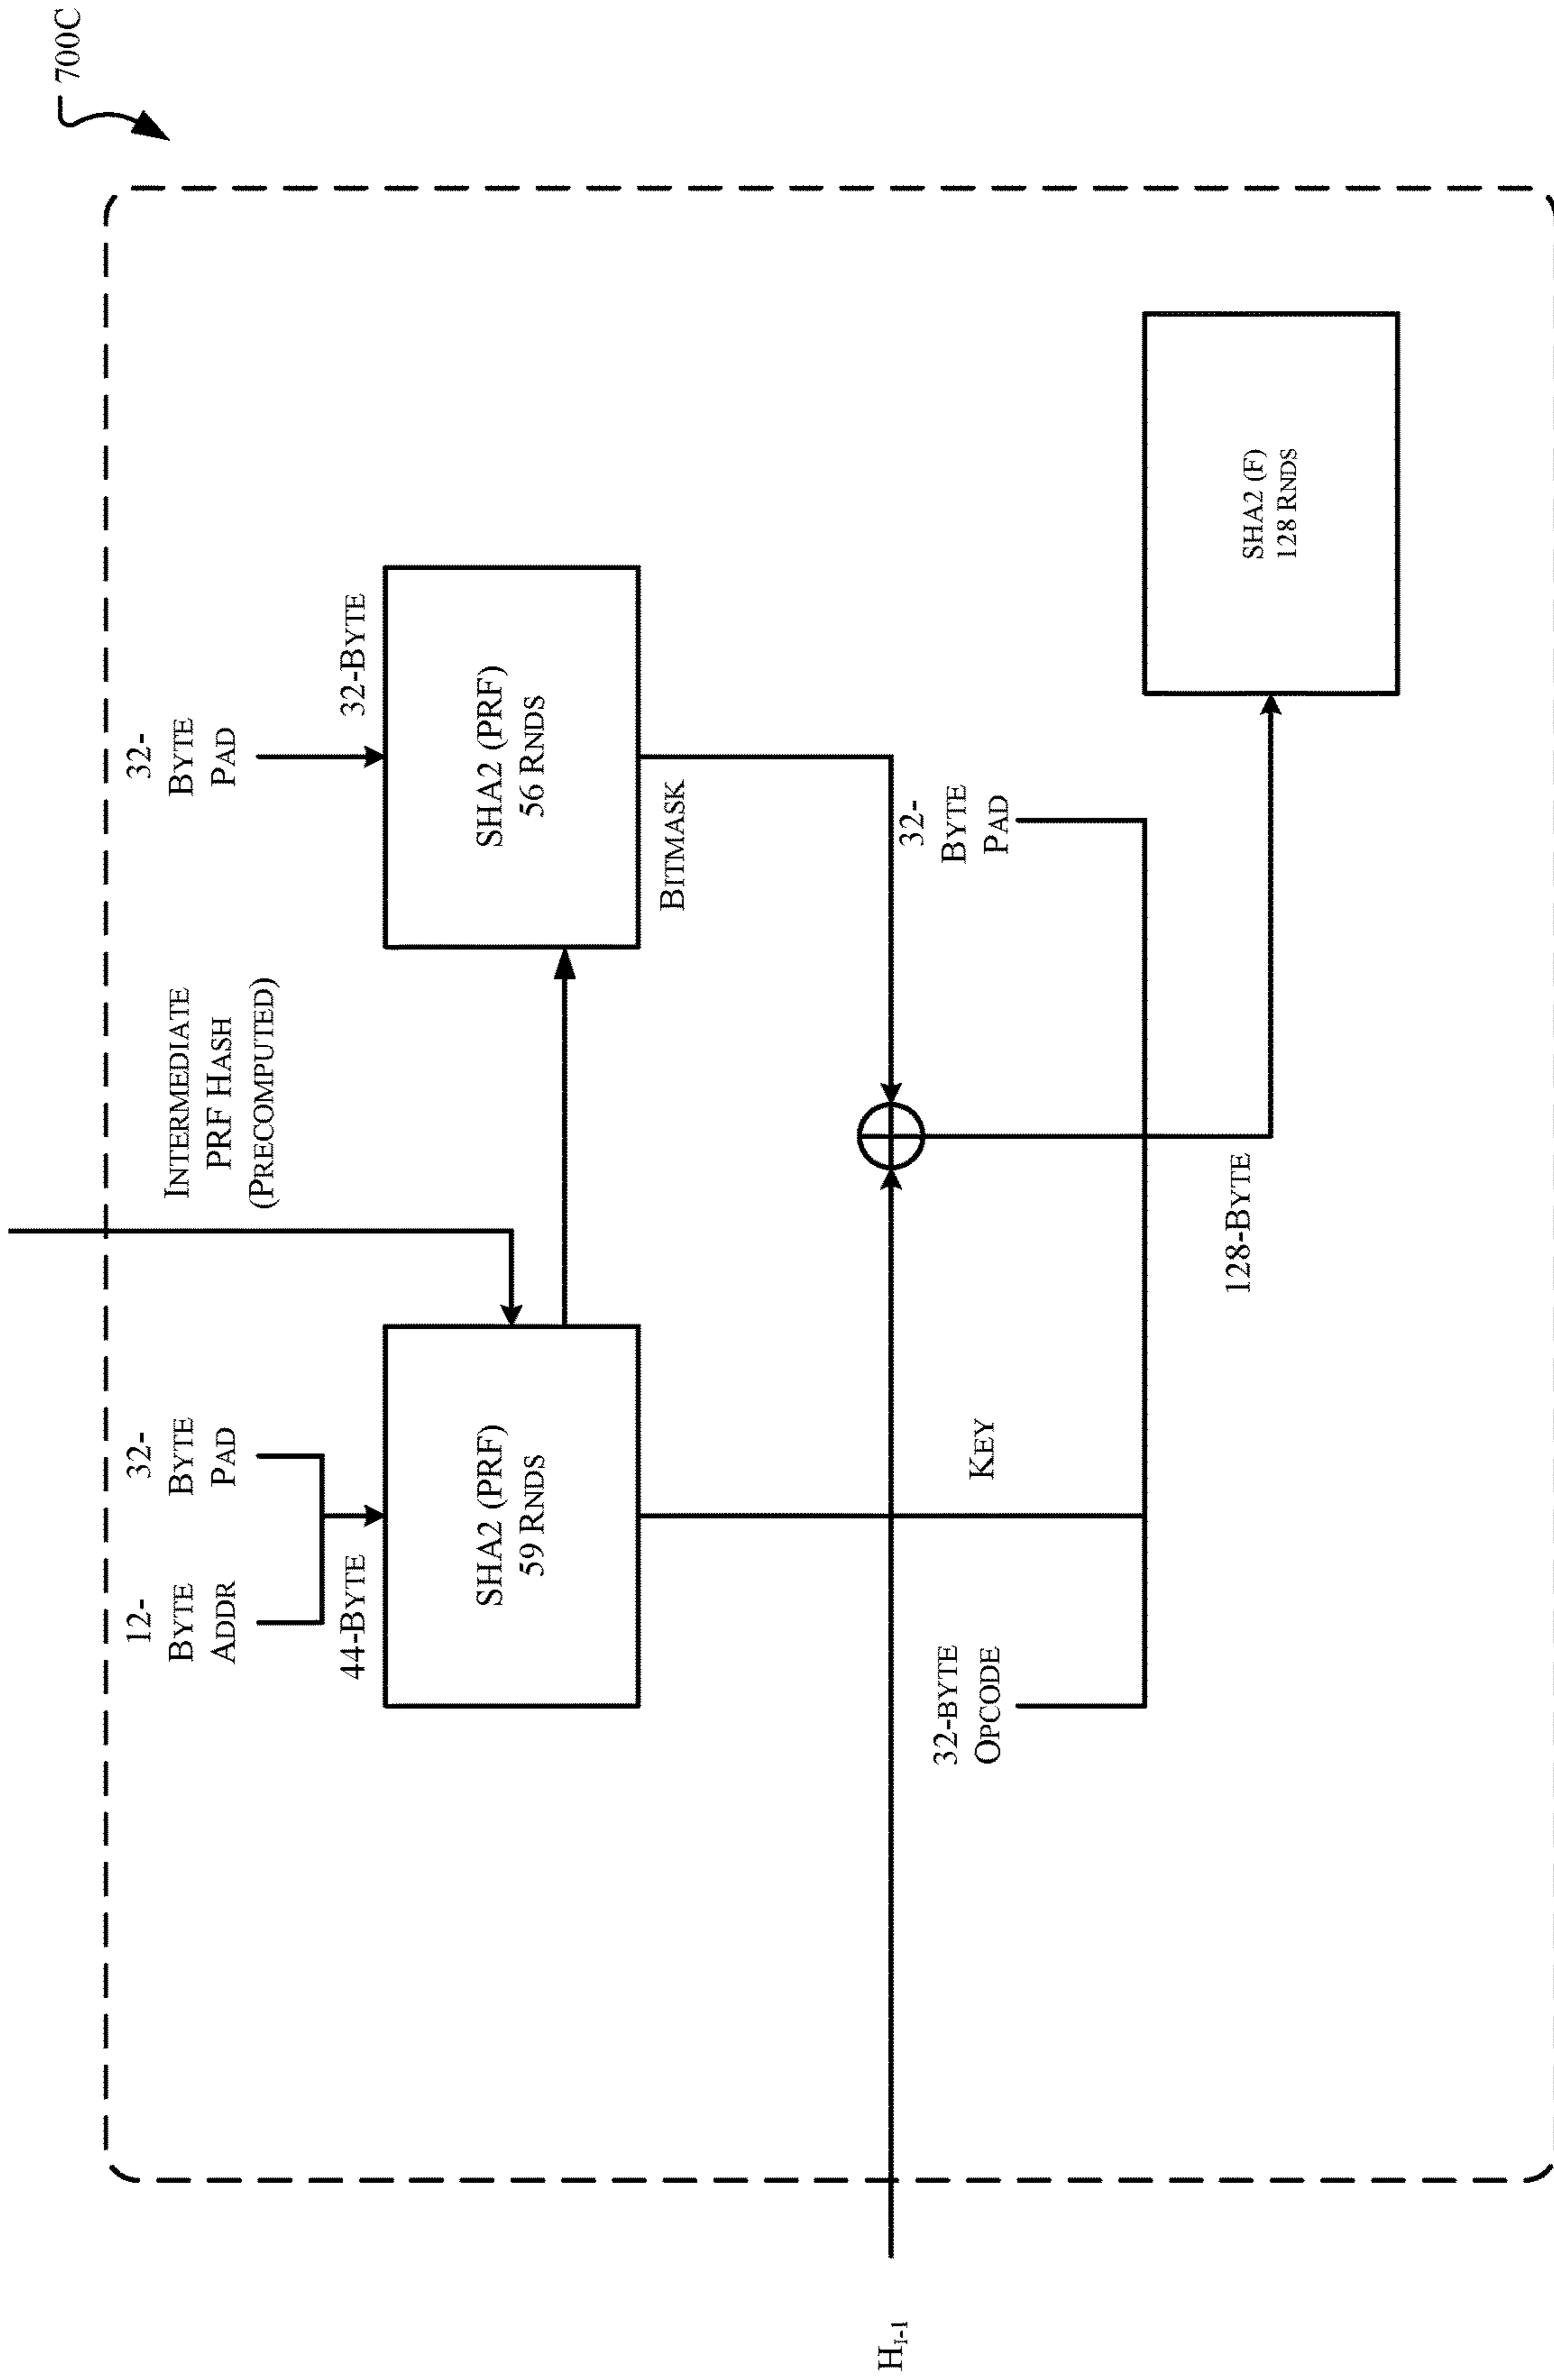 700C
INTERMEDIATE
PRF HASH
(PRECOMPUTED)
12-
BYTE
ADDR
32-
BYTE
PAD
32-
BYTE
PAD
44-BYTE
32-BYTE
SHA2 (PRF)
59 RNDS
SHA2 (PRF)
56 RNDS
BITMASK
H_{I-1}
32-BYTE
OPCODE
KEY
32-
BYTE
PAD
128-BYTE
SHA2 (F)
128 RNDS